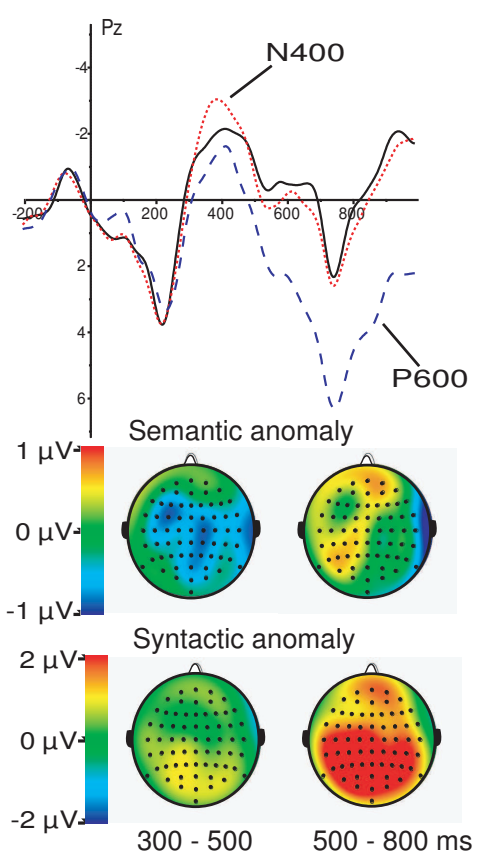 Pz
-4
N400
-2
-200 200 400 600 800
2
4
P600
6
Semantic anomaly
1 µV
0 µV
-1 µV
Syntactic anomaly
2 µV
0 µV
-2 µV
300 - 500 500 - 800 ms